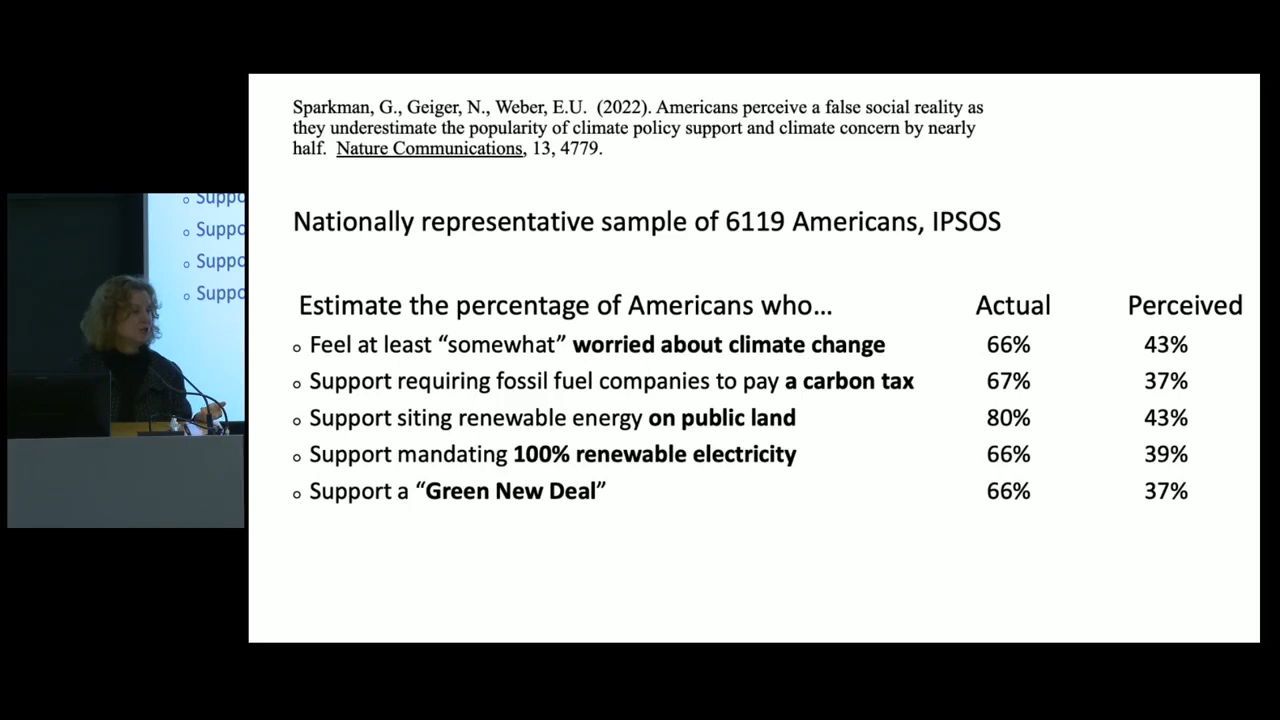 Sparkman, G., Geiger, N., Weber, E.U. (2022). Americans perceive a false social reality as
they underestimate the popularity of climate policy support and climate concern by nearly
half. Nature Communications, 13, 4779.
Nationally representative sample of 6119 Americans, IPSOS
Estimate the percentage of Americans who… Actual Perceived
o Feel at least “somewhat” worried about climate change 66% 43%
o Support requiring fossil fuel companies to pay a carbon tax 67% 37%
o Support siting renewable energy on public land 80% 43%
o Support mandating 100% renewable electricity 66% 39%
o Support a “Green New Deal” 66% 37%
o Suppo
o Suppo
o Suppo
o Suppo